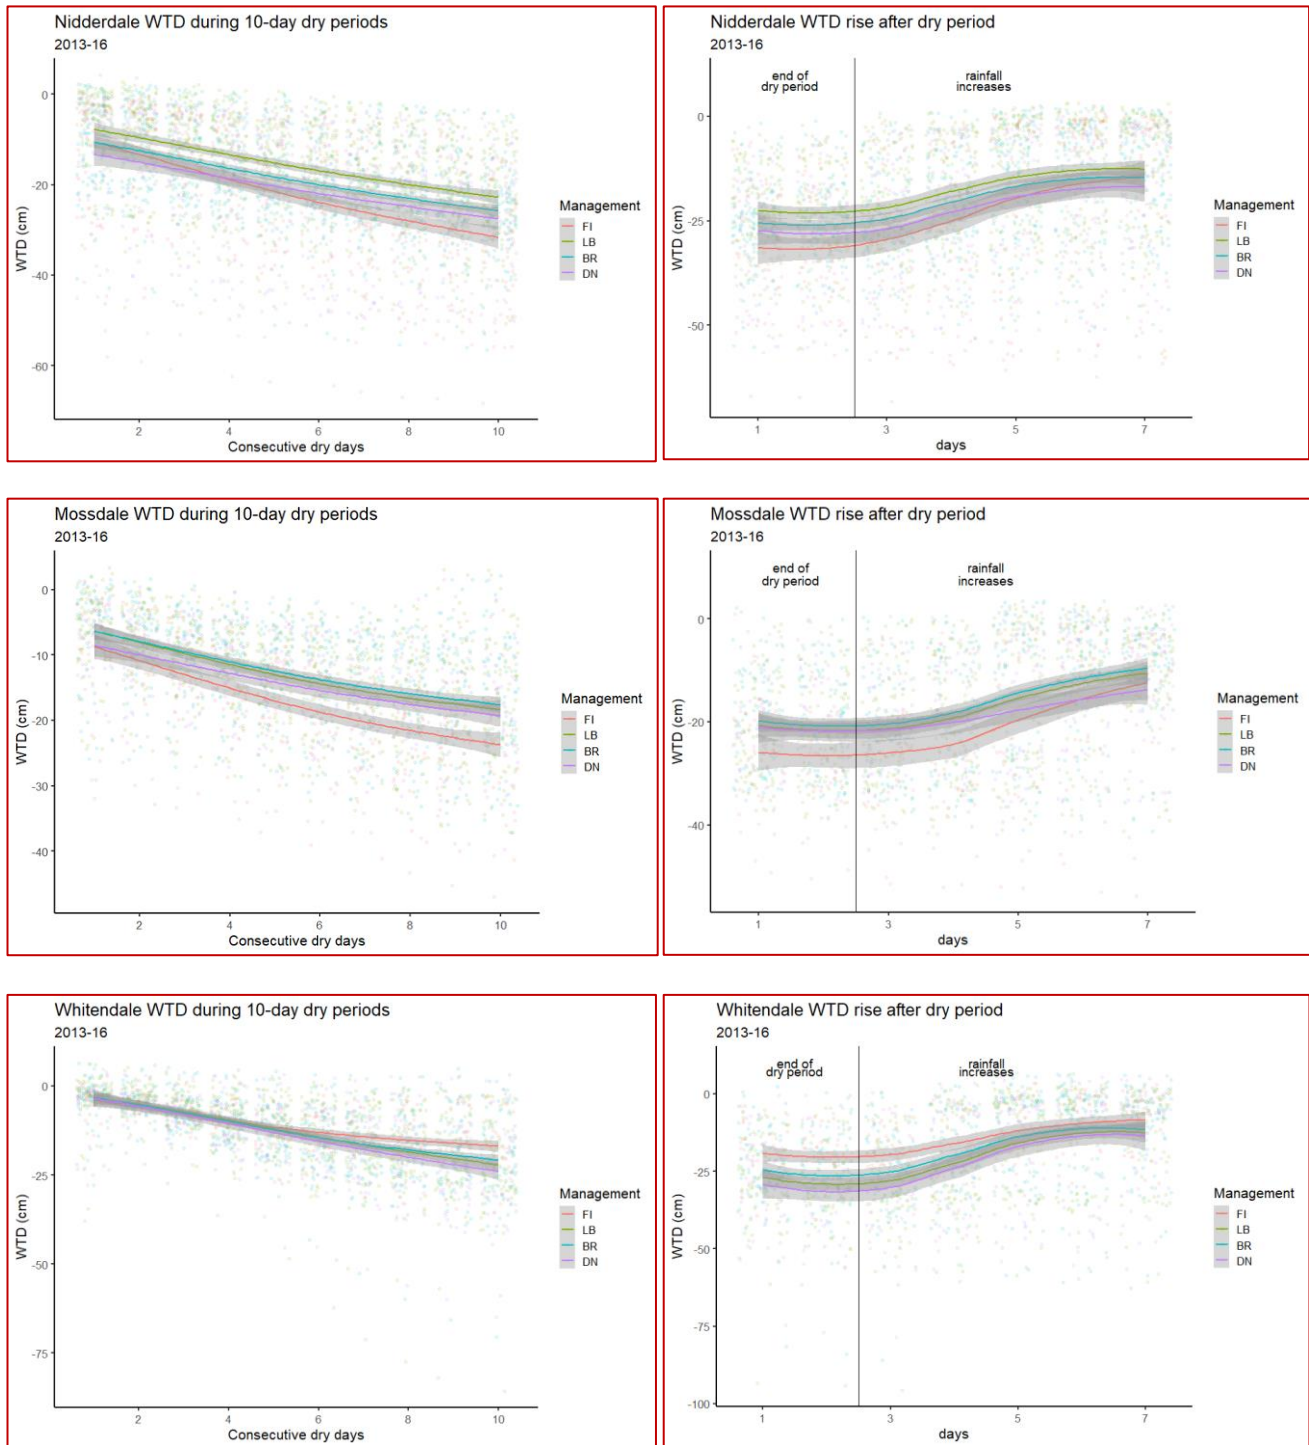 Nidderdale WTD during 10-day dry periods
2013-16
0
-20
-40
-60
WTD (cm)
2
4
6
8
10
Consecutive dry days
Management
FI
LB
BR
DN
Nidderdale WTD rise after dry period
2013-16
end of
dry period
rainfall
increases
0
-25
-50
WTD (cm)
1
3
5
7
days
Management
FI
LB
BR
DN
Mossdale WTD during 10-day dry periods
2013-16
0
-10
-20
-30
-40
WTD (cm)
2
4
6
8
10
Consecutive dry days
Management
FI
LB
BR
DN
Mossdale WTD rise after dry period
2013-16
end of
dry period
rainfall
increases
0
-20
-40
WTD (cm)
1
3
5
7
days
Management
FI
LB
BR
DN
Whitendale WTD during 10-day dry periods
2013-16
0
-25
-50
-75
WTD (cm)
2
4
6
8
10
Consecutive dry days
Management
FI
LB
BR
DN
Whitendale WTD rise after dry period
2013-16
end of
dry period
rainfall
increases
0
-25
-50
-75
-100
WTD (cm)
1
3
5
7
days
Management
FI
LB
BR
DN